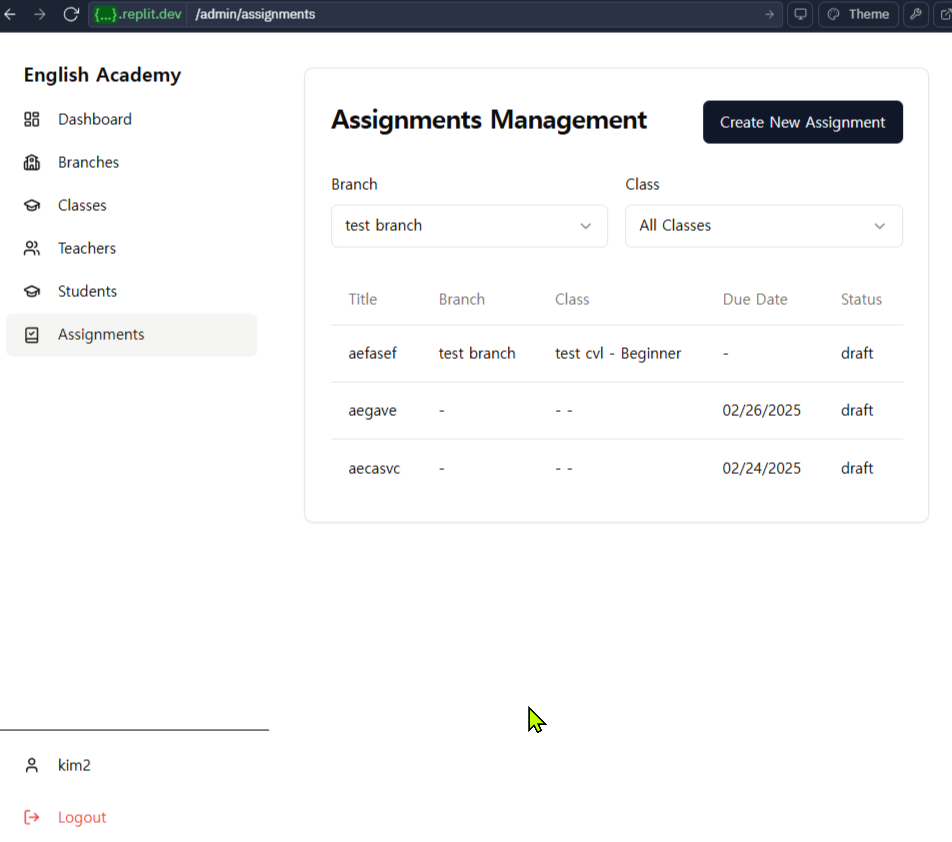 {...}.replit.dev /admin/assignments Theme
English Academy
Dashboard
Branches
Classes
Teachers
Students
Assignments
kim2
Logout
Assignments Management
Create New Assignment
Branch Class
test branch All Classes
Title Branch Class Due Date Status
aefasef test branch test cvl - Beginner - draft
aegave - - - 02/26/2025 draft
aecasvc - - - 02/24/2025 draft